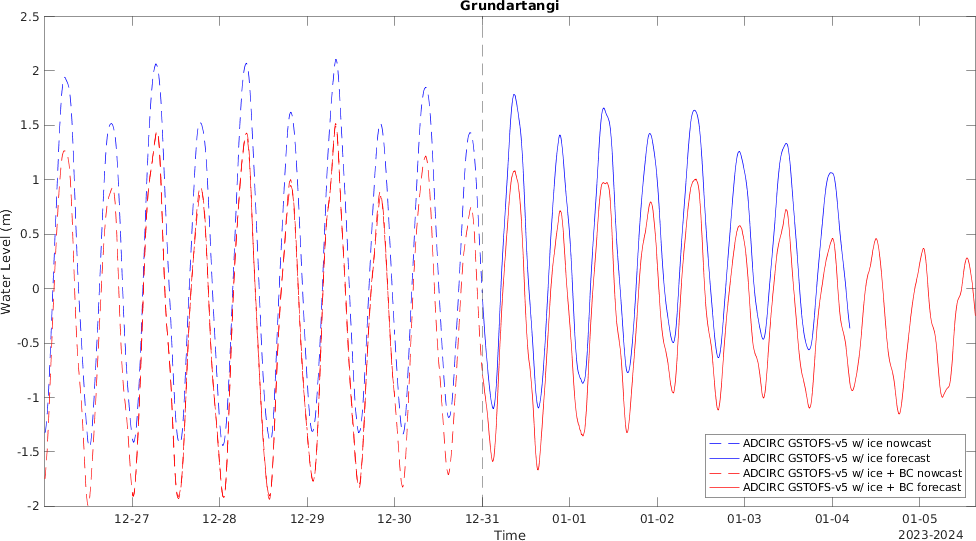 Grundartangi
2.5
2
1.5
1
0.5
0
-0.5
-1
-1.5
-2
Water Level (m)
ADCIRC GSTOFS-v5 w/ ice nowcast
ADCIRC GSTOFS-v5 w/ ice forecast
ADCIRC GSTOFS-v5 w/ ice + BC nowcast
ADCIRC GSTOFS-v5 w/ ice + BC forecast
12-27 12-28 12-29 12-30 12-31 01-01 01-02 01-03 01-04 01-05
Time
2023-2024